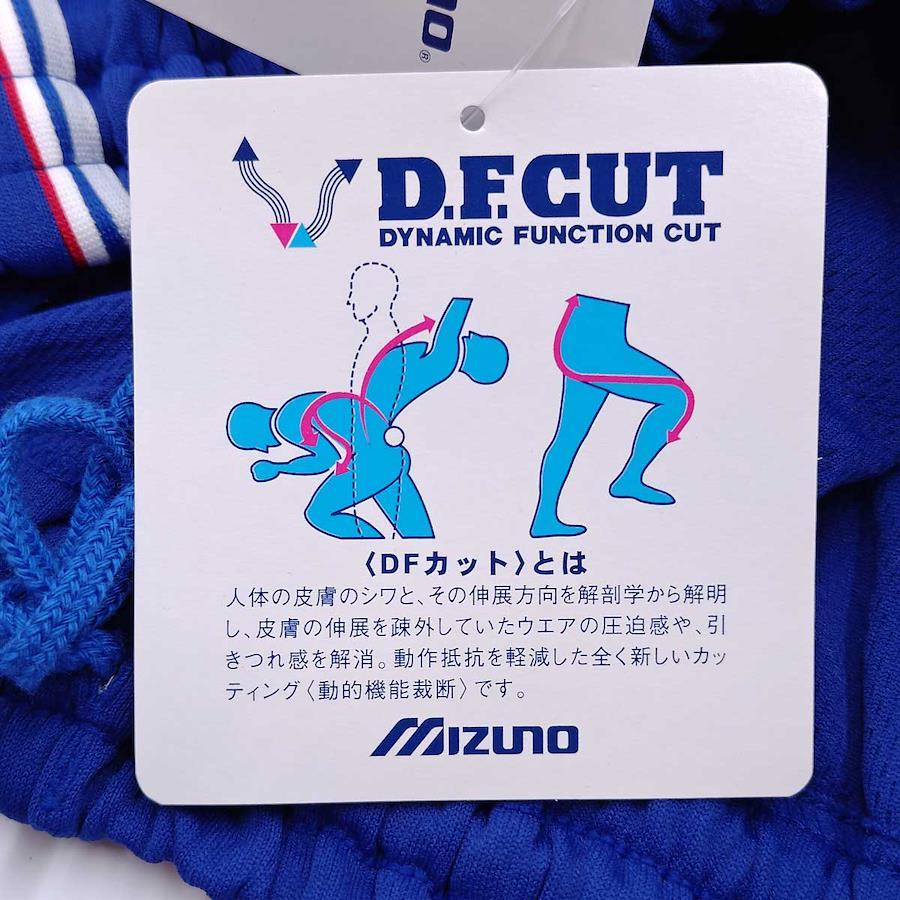 UNO®
D.F.CUT
DYNAMIC FUNCTION CUT
〈DFカット〉とは
人体の皮膚のシワと、その伸展方向を解剖学から解明
し、皮膚の伸展を疎外していたウエアの圧迫感や、引
きつれ感を解消。動作抵抗を軽減した全く新しいカッ
ティング〈動的機能裁断〉です。
MIZUNO